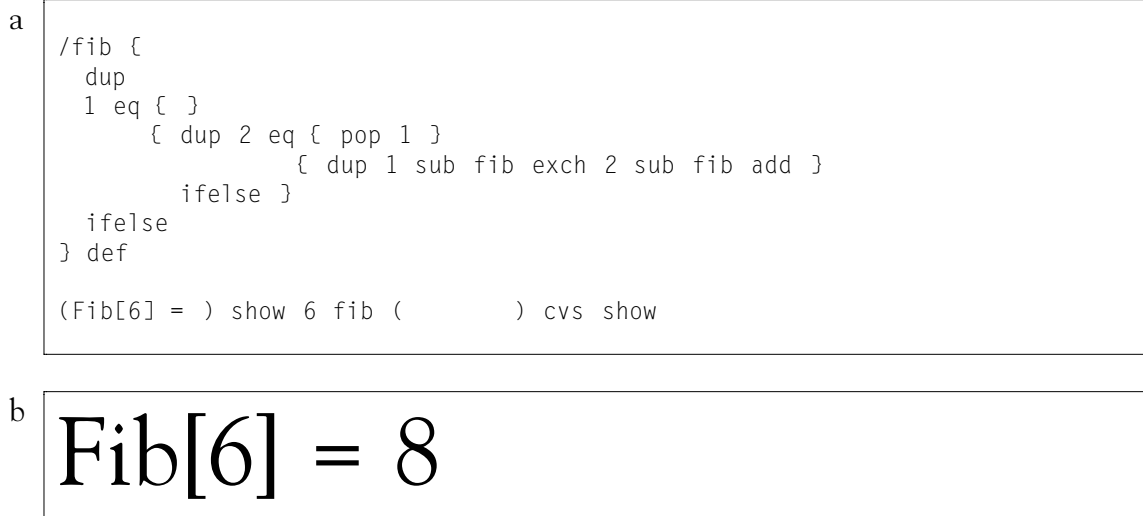 a
/fib {
dup
1 eq { }
{ dup 2 eq { pop 1 }
{ dup 1 sub fib exch 2 sub fib add }
ifelse }
ifelse
} def
(Fib[6] = ) show 6 fib (        ) cvs show
b
Fib[6] = 8